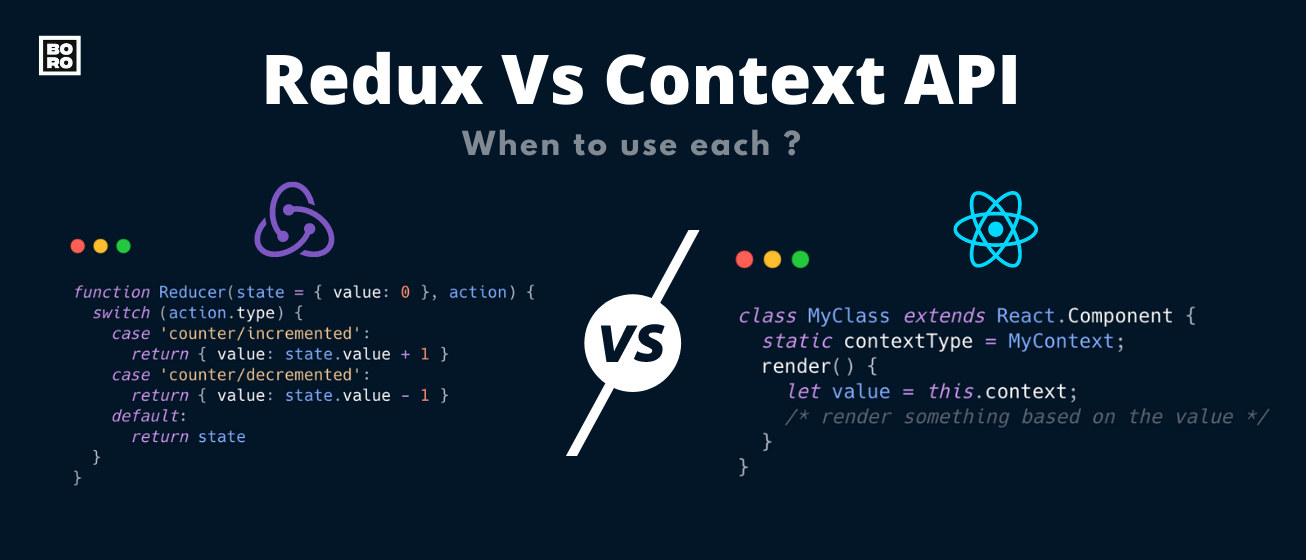 BO
RO
Redux Vs Context API
When to use each ?
function Reducer(state = { value: 0 }, action) {
  switch (action.type) {
    case 'counter/incremented':
      return { value: state.value + 1 }
    case 'counter/decremented':
      return { value: state.value - 1 }
    default:
      return state
  }
}
VS
class MyClass extends React.Component {
  static contextType = MyContext;
  render() {
    let value = this.context;
    /* render something based on the value */
  }
}